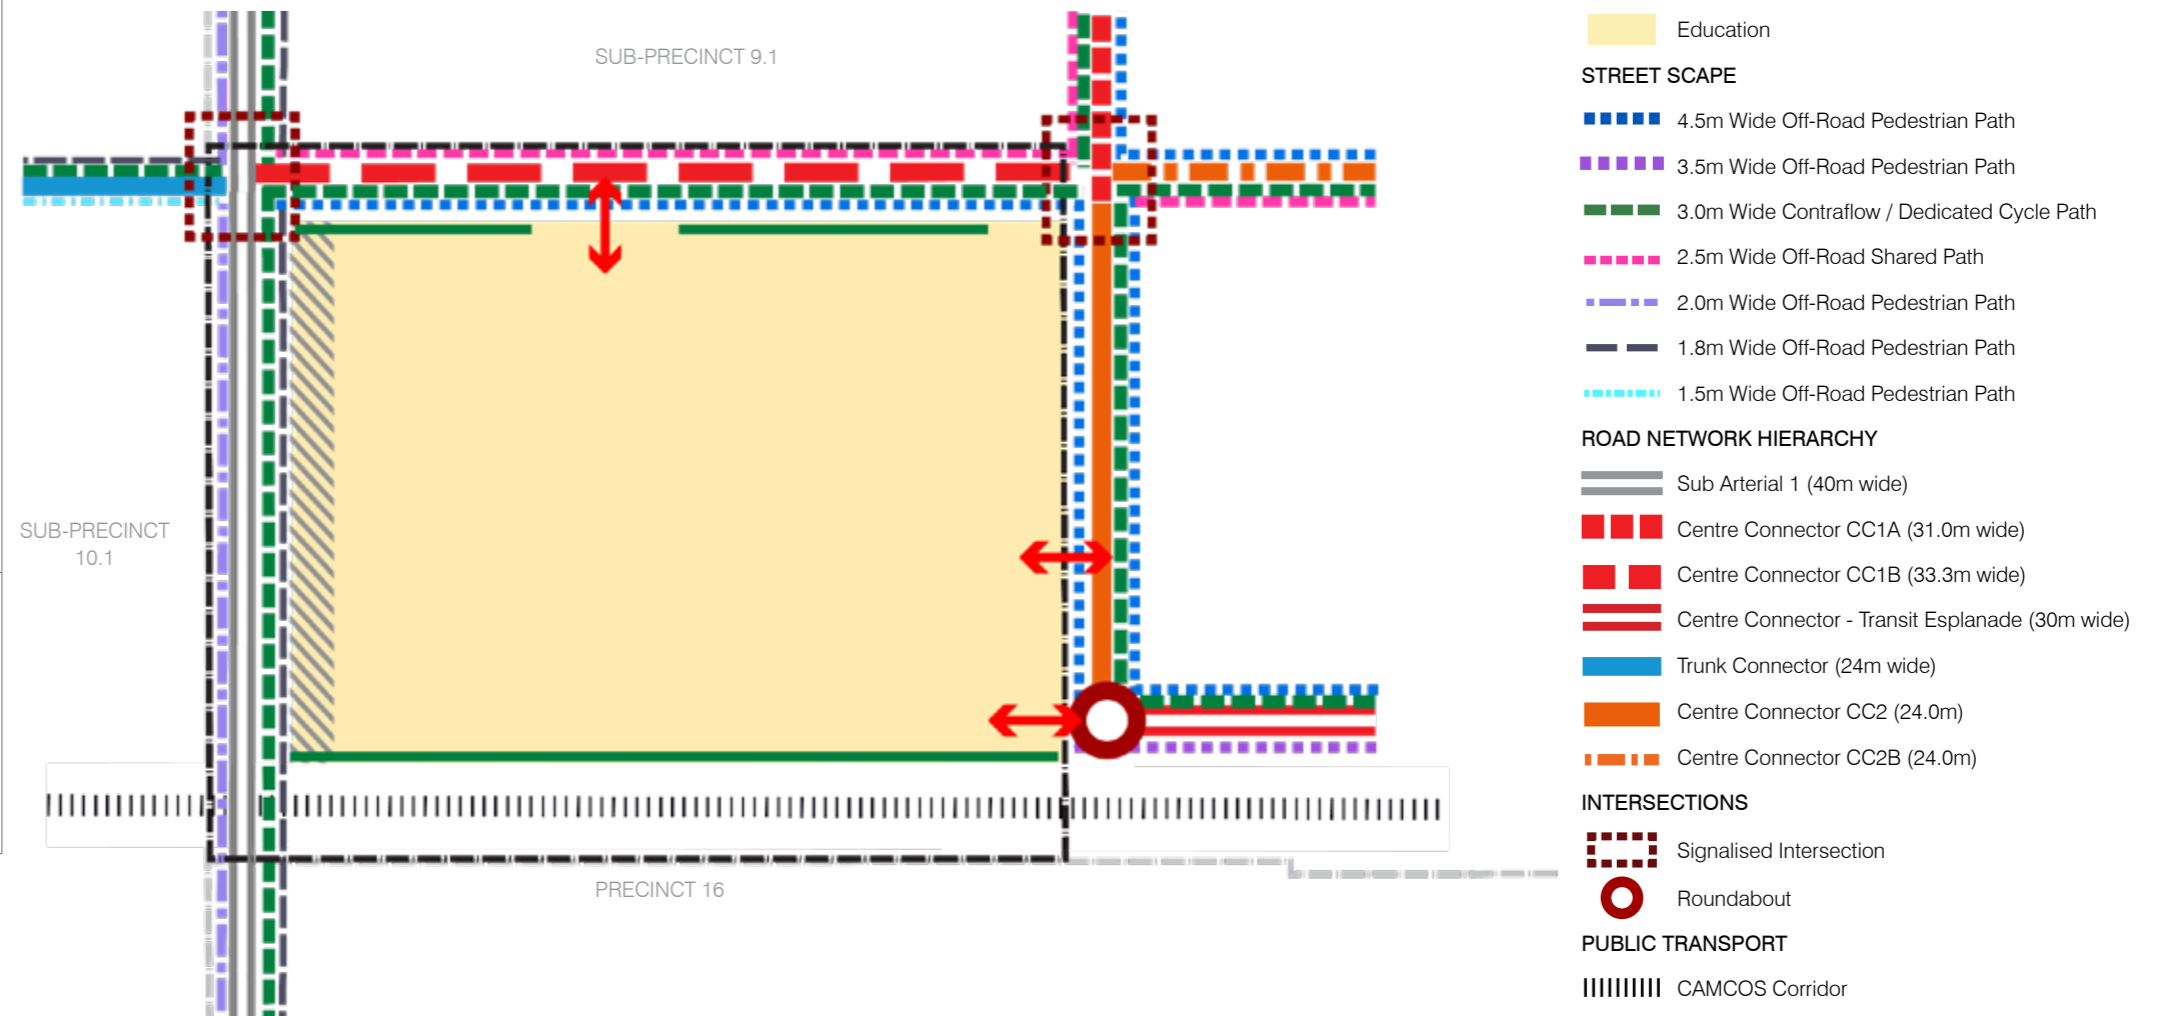 SUB-PRECINCT 9.1
SUB-PRECINCT
10.1
PRECINCT 16
Education
STREET SCAPE
4.5m Wide Off-Road Pedestrian Path
3.5m Wide Off-Road Pedestrian Path
3.0m Wide Contraflow / Dedicated Cycle Path
2.5m Wide Off-Road Shared Path
2.0m Wide Off-Road Pedestrian Path
1.8m Wide Off-Road Pedestrian Path
1.5m Wide Off-Road Pedestrian Path
ROAD NETWORK HIERARCHY
Sub Arterial 1 (40m wide)
Centre Connector CC1A (31.0m wide)
Centre Connector CC1B (33.3m wide)
Centre Connector - Transit Esplanade (30m wide)
Trunk Connector (24m wide)
Centre Connector CC2 (24.0m)
Centre Connector CC2B (24.0m)
INTERSECTIONS
Signalised Intersection
Roundabout
PUBLIC TRANSPORT
CAMCOS Corridor